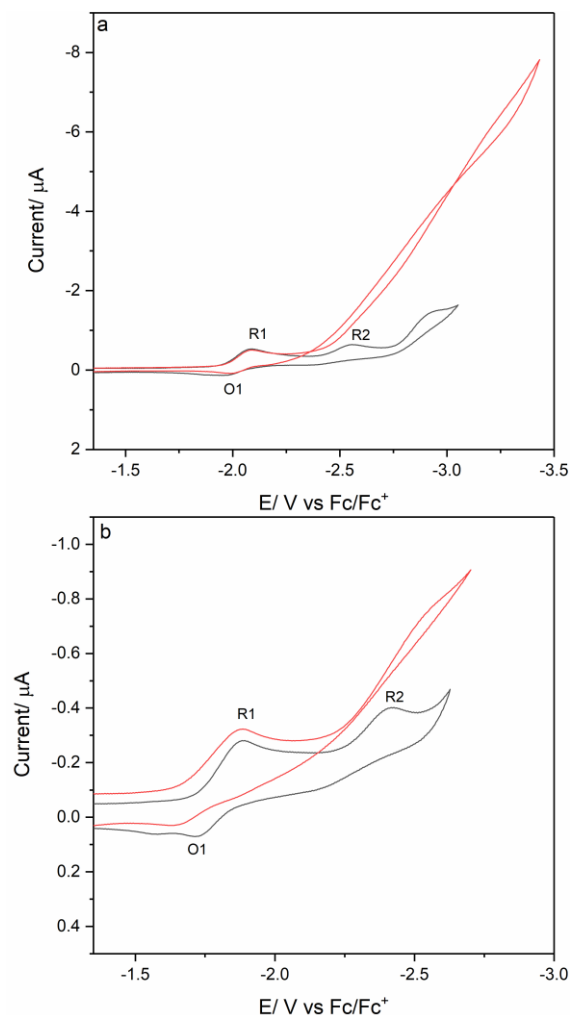 a
-8
-6
-4
-2
0
2
Current/ μA
R1
R2
O1
-1.5
-2.0
-2.5
-3.0
-3.5
E/ V vs Fc/Fc⁺
b
-1.0
-0.8
-0.6
-0.4
-0.2
0.0
0.2
0.4
Current/ μA
R1
R2
O1
-1.5
-2.0
-2.5
-3.0
E/ V vs Fc/Fc⁺